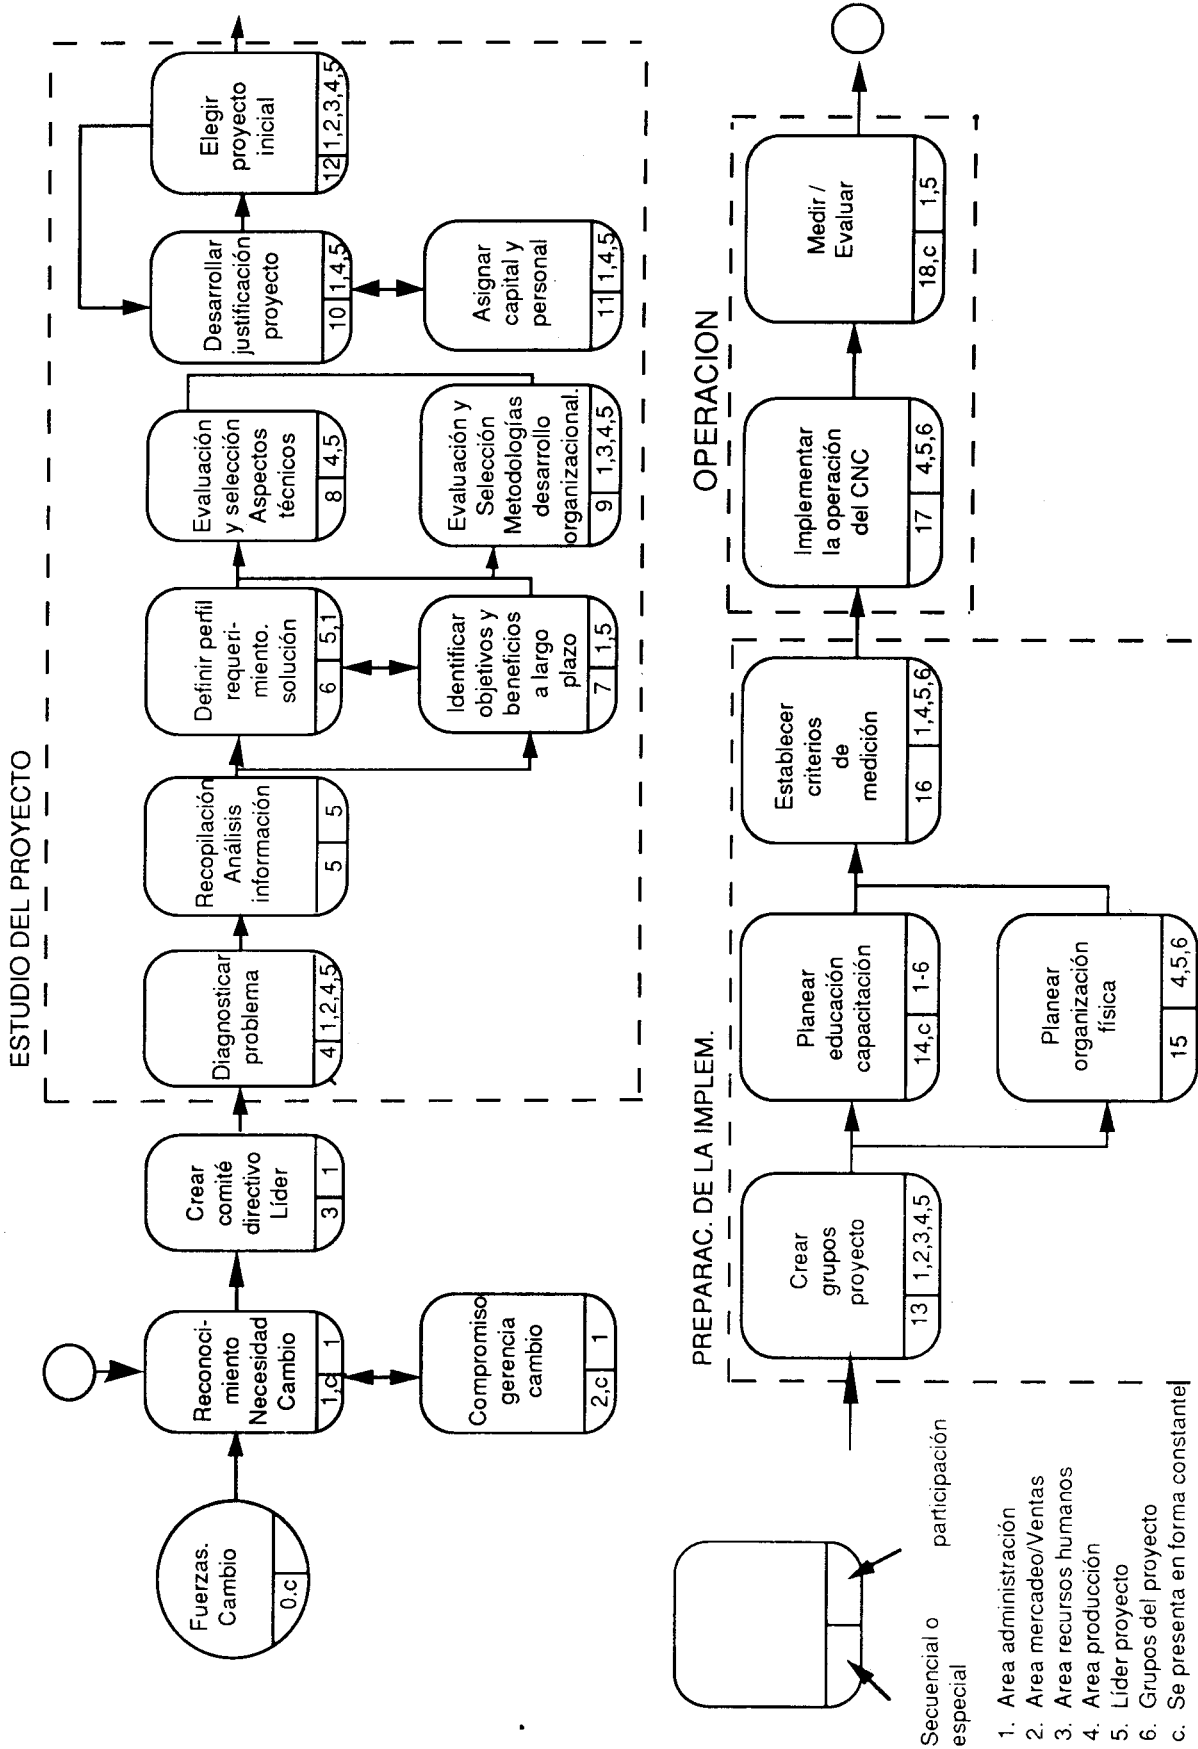 ESTUDIO DEL PROYECTO
Fuerzas.
Cambio
0.c
Reconoci-
miento
Necesidad
Cambio
1,c 1
Compromiso
gerencia
cambio
2,c 1
Crear
comité
directivo
Líder
3 1
Diagnosticar
problema
4 1,2,4,5
Recopilación
Análisis
información
5 5
Definir perfil
requeri-
miento.
solución
6 5,1
Identificar
objetivos y
beneficios
a largo
plazo
7 1,5
Evaluación
y selección
Aspectos
técnicos
8 4,5
Evaluación y
Selección
Metodologías
desarrollo
organizacional.
9 1,3,4,5
Desarrollar
justificación
proyecto
10 1,4,5
Asignar
capital y
personal
11 1,4,5
Elegir
proyecto
inicial
12 1,2,3,4,5
PREPARAC. DE LA IMPLEM.
Crear
grupos
proyecto
13 1,2,3,4,5
Planear
educación
capacitación
14,c 1-6
Planear
organización
física
15 4,5,6
Establecer
criterios
de
medición
16 1,4,5,6
OPERACION
Implementar
la operación
del CNC
17 4,5,6
Medir /
Evaluar
18,c 1,5
Secuencial o
especial
participación
1. Area administración
2. Area mercadeo/Ventas
3. Area recursos humanos
4. Area producción
5. Líder proyecto
6. Grupos del proyecto
c. Se presenta en forma constante